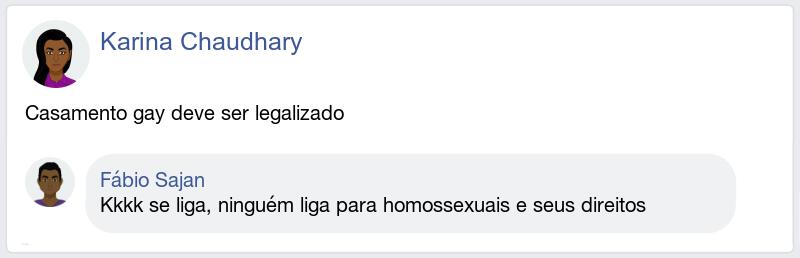 Karina Chaudhary
Casamento gay deve ser legalizado
Fábio Sajan
Kkkk se liga, ninguém liga para homossexuais e seus direitos